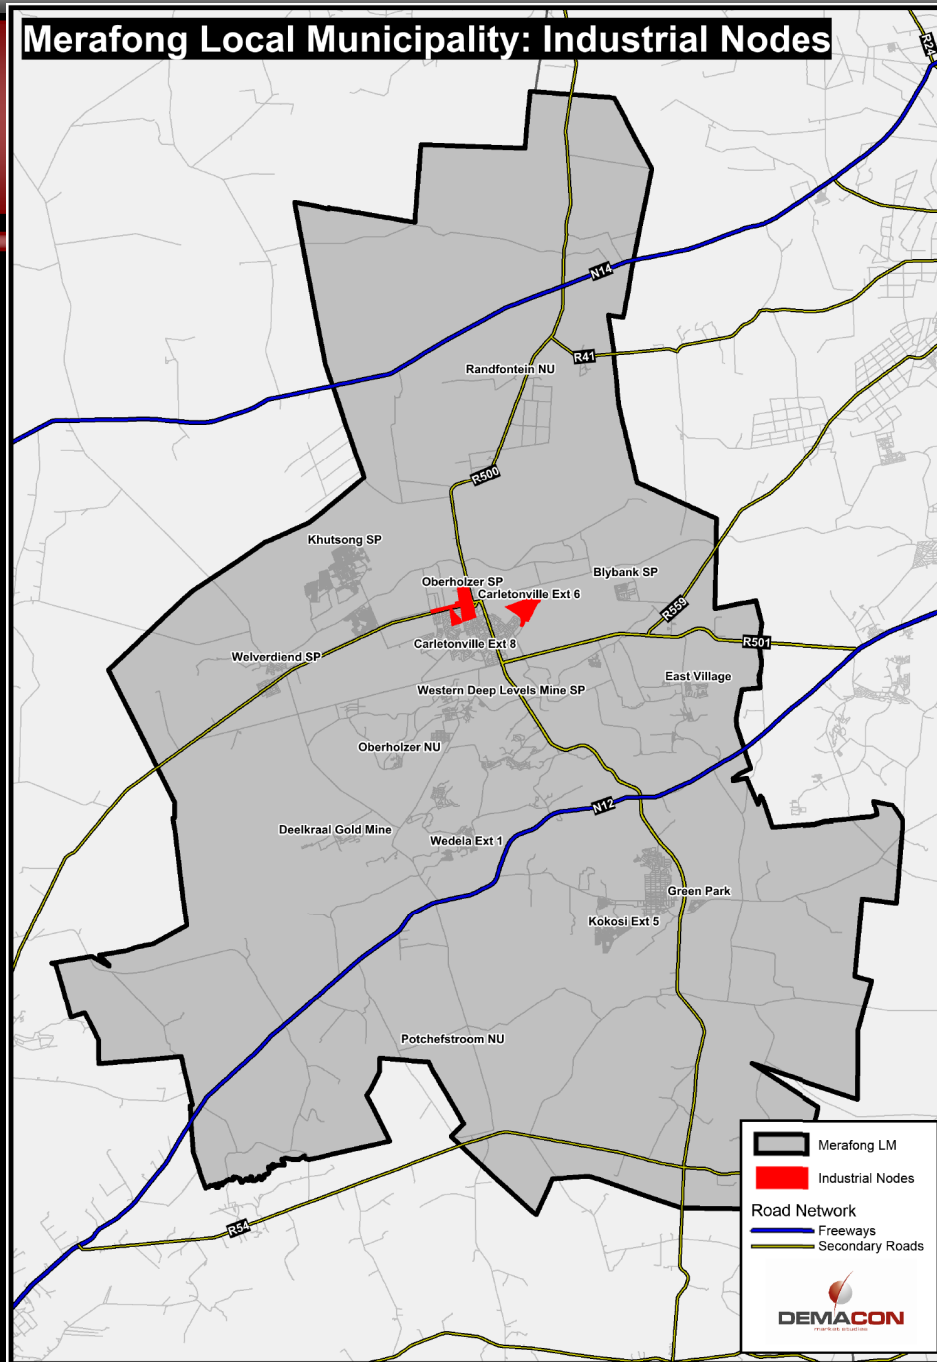 Merafong Local Municipality: Industrial Nodes
R24
N14
R41
Randfontein NU
R500
Khutsong SP
Oberholzer SP
Blybank SP
Carletonville Ext 6
R559
Carletonville Ext 8
R501
Welverdiend SP
East Village
Western Deep Levels Mine SP
Oberholzer NU
N12
Deelkraal Gold Mine
Wedela Ext 1
Green Park
Kokosi Ext 5
Potchefstroom NU
R54
Merafong LM
Industrial Nodes
Road Network
Freeways
Secondary Roads
DEMACON
market studies